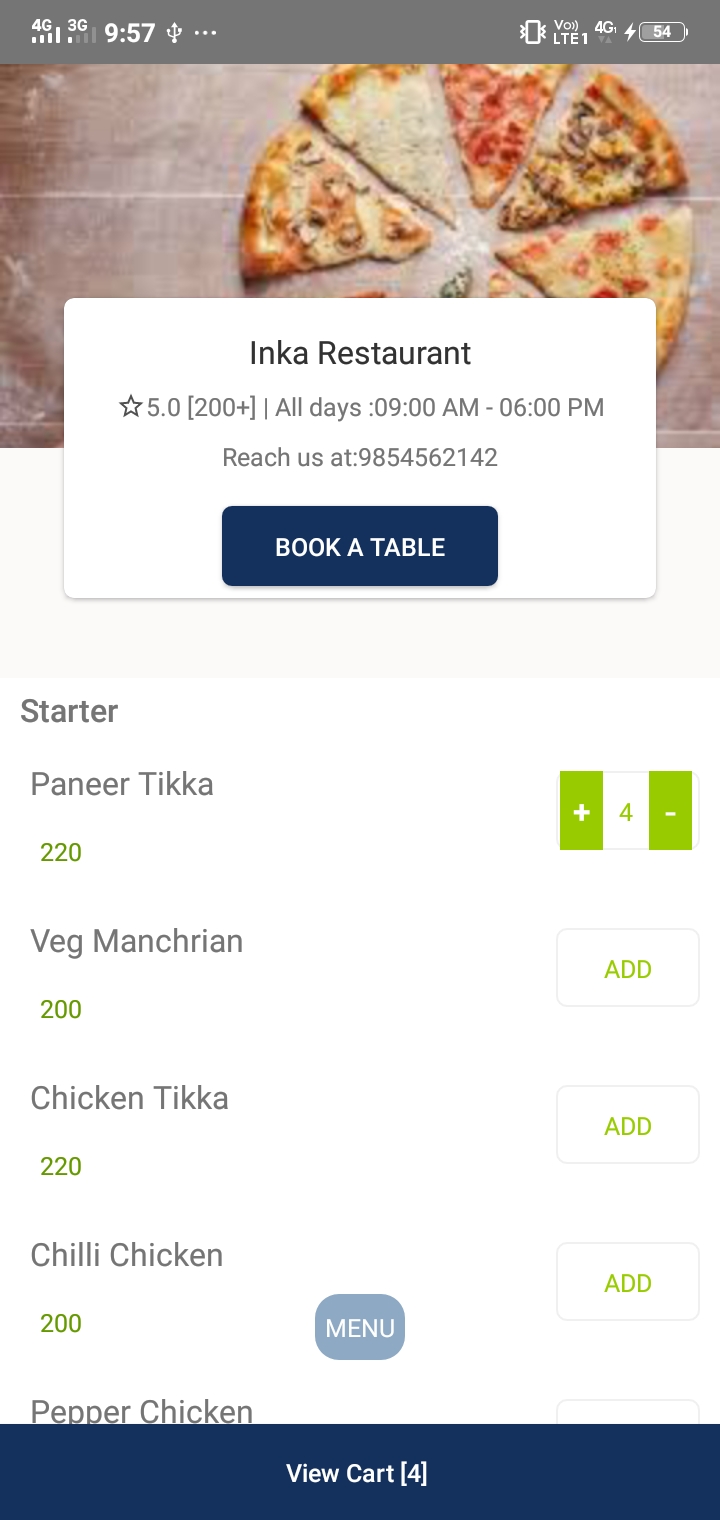 4G 3G 9:57 ... Vo)) LTE1 4G 54
Inka Restaurant
5.0 [200+] | All days :09:00 AM - 06:00 PM
Reach us at:9854562142
BOOK A TABLE
Starter
Paneer Tikka
+ 4 -
220
Veg Manchrian
ADD
200
Chicken Tikka
ADD
220
Chilli Chicken
ADD
200
MENU
Pepper Chicken
View Cart [4]